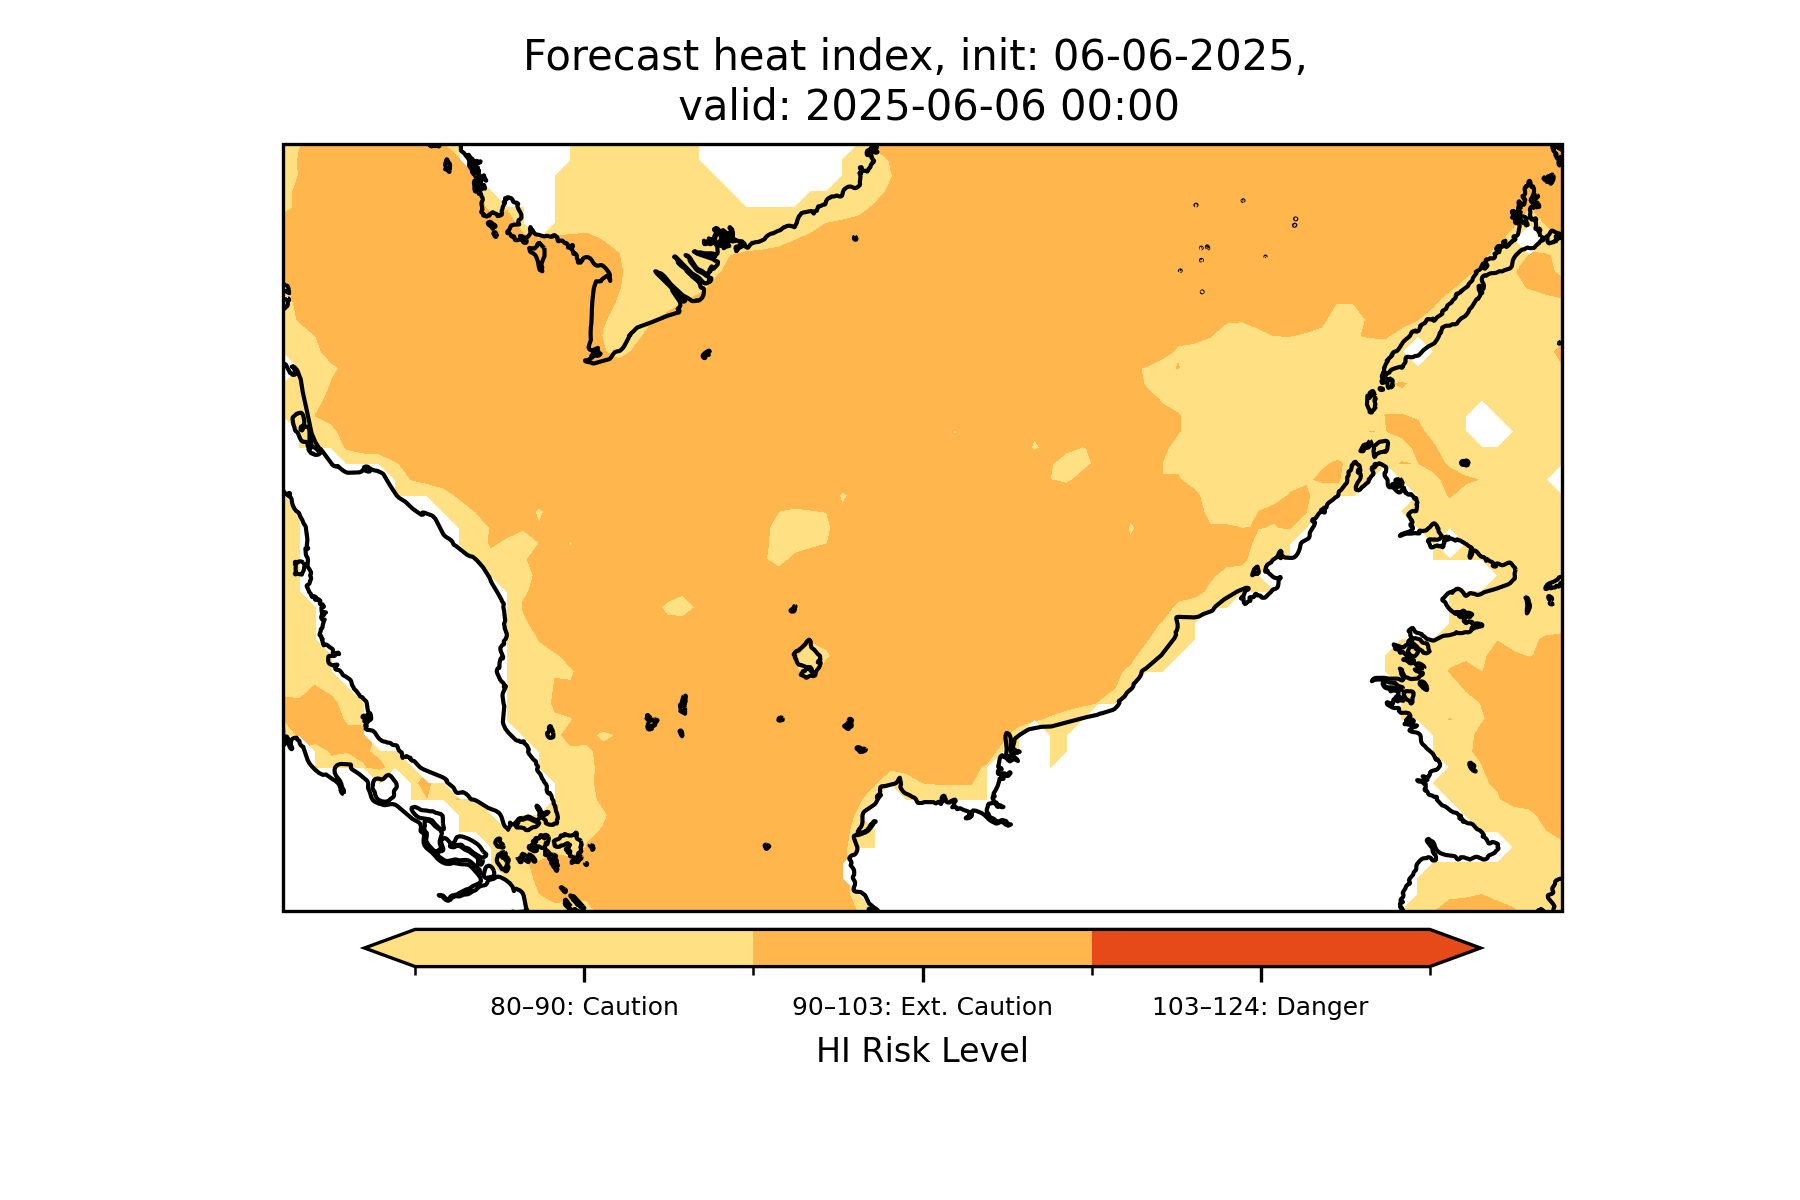 Forecast heat index, init: 06-06-2025,
valid: 2025-06-06 00:00
80–90: Caution
90–103: Ext. Caution
103–124: Danger
HI Risk Level